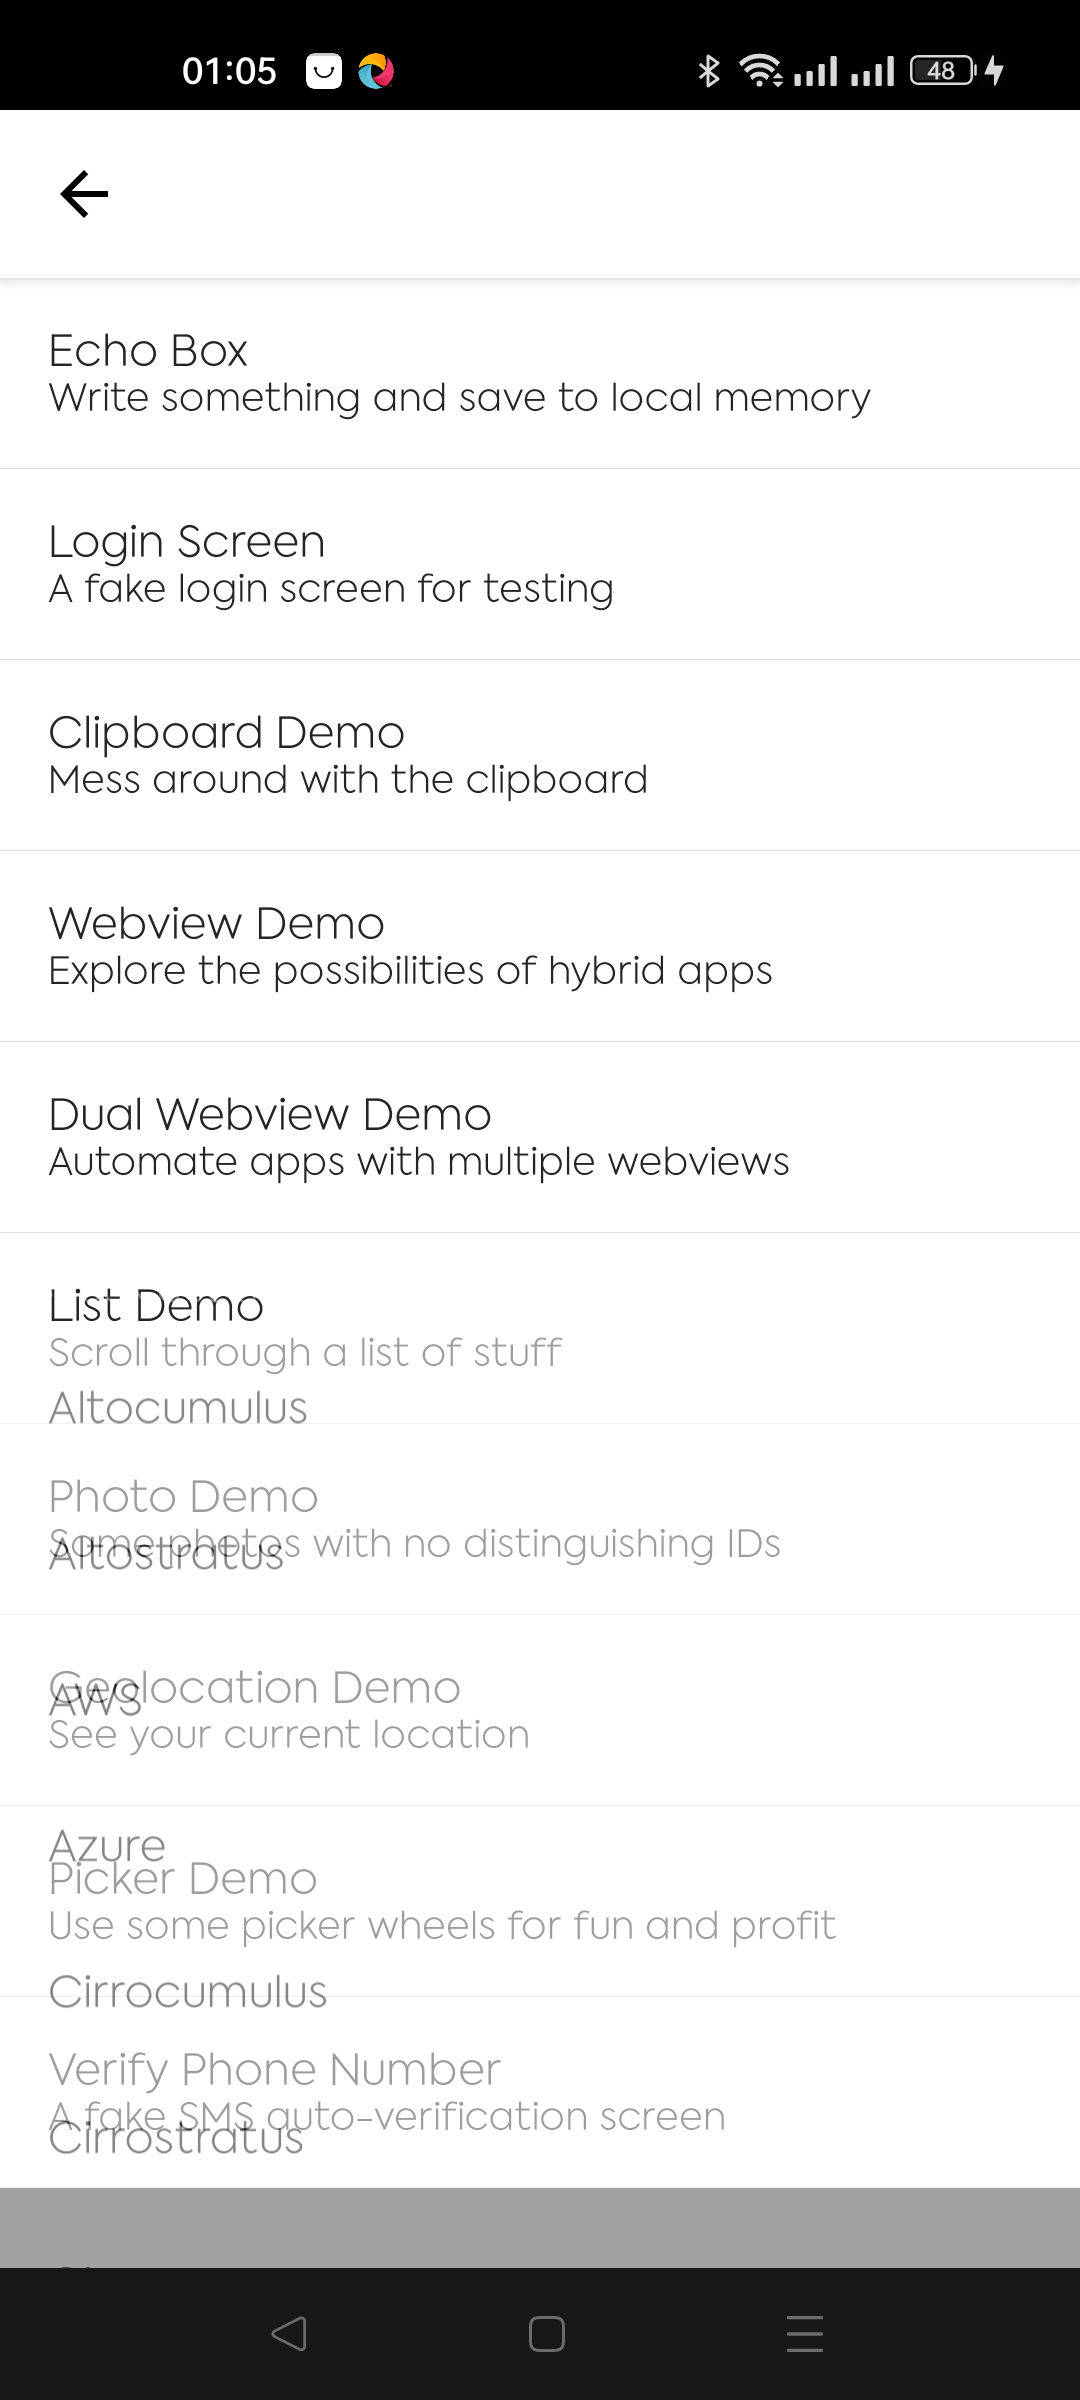 01:05
48
Echo Box
Write something and save to local memory
Login Screen
A fake login screen for testing
Clipboard Demo
Mess around with the clipboard
Webview Demo
Explore the possibilities of hybrid apps
Dual Webview Demo
Automate apps with multiple webviews
List Demo
Scroll through a list of stuff
Altocumulus
Photo Demo
Some photos with no distinguishing IDs
Altostratus
Geolocation Demo
AWS
See your current location
Azure
Picker Demo
Use some picker wheels for fun and profit
Cirrocumulus
Verify Phone Number
A fake SMS auto-verification screen
Cirrostratus